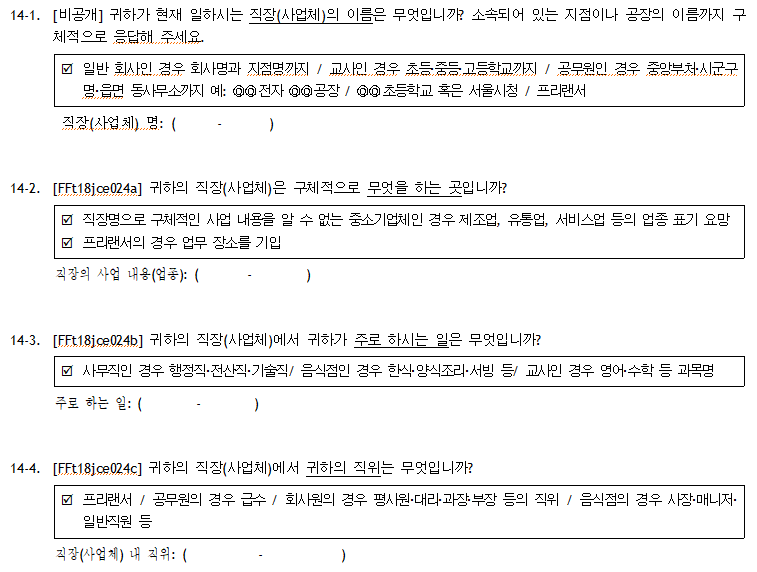 14-1. [비공개] 귀하가 현재 일하시는 직장(사업체)의 이름은 무엇입니까? 소속되어 있는 지점이나 공장의 이름까지 구
체적으로 응답해 주세요.
☑ 일반 회사인 경우 회사명과 지점명까지 / 교사인 경우 초등·중등·고등학교까지 / 공무원인 경우 중앙부처·시군구
명·읍면 동사무소까지 예: @@전자 @@공장 / @@초등학교 혹은 서울시청 / 프리랜서
직장(사업체) 명: ( - )
14-2. [FFt18jce024a] 귀하의 직장(사업체)은 구체적으로 무엇을 하는 곳입니까?
☑ 직장명으로 구체적인 사업 내용을 알 수 없는 중소기업체인 경우 제조업, 유통업, 서비스업 등의 업종 표기 요망
☑ 프리랜서의 경우 업무 장소를 기입
직장의 사업 내용(업종): ( - )
14-3. [FFt18jce024b] 귀하의 직장(사업체)에서 귀하가 주로 하시는 일은 무엇입니까?
☑ 사무직인 경우 행정직·전산직·기술직/ 음식점인 경우 한식·양식조리·서빙 등/ 교사인 경우 영어·수학 등 과목명
주로 하는 일: ( - )
14-4. [FFt18jce024c] 귀하의 직장(사업체)에서 귀하의 직위는 무엇입니까?
☑ 프리랜서 / 공무원의 경우 급수 / 회사원의 경우 평사원·대리·과장·부장 등의 직위 / 음식점의 경우 사장·매니저·
일반직원 등
직장(사업체) 내 직위: ( - )